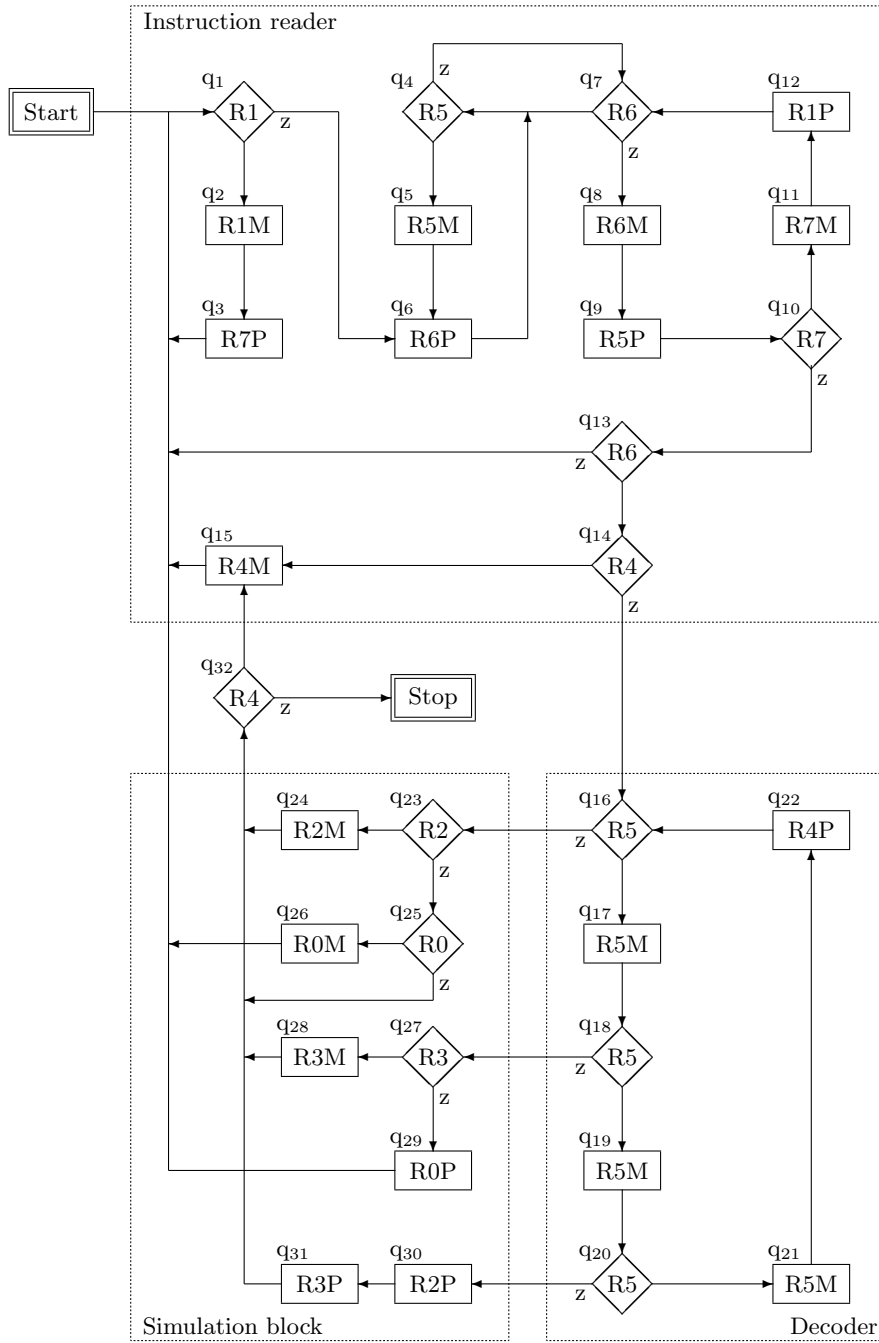 Instruction reader
Start
q1
R1
z
q4
R5
z
q7
R6
z
q12
R1P
q2
R1M
q5
R5M
q8
R6M
q11
R7M
q3
R7P
q6
R6P
q9
R5P
q10
R7
z
q13
R6
z
q15
R4M
q14
R4
z
q32
R4
z
Stop
q24
R2M
q23
R2
z
q16
R5
z
q22
R4P
q26
R0M
q25
R0
z
q17
R5M
q28
R3M
q27
R3
z
q18
R5
z
q29
R0P
q19
R5M
q31
R3P
q30
R2P
q20
R5
z
q21
R5M
Simulation block
Decoder